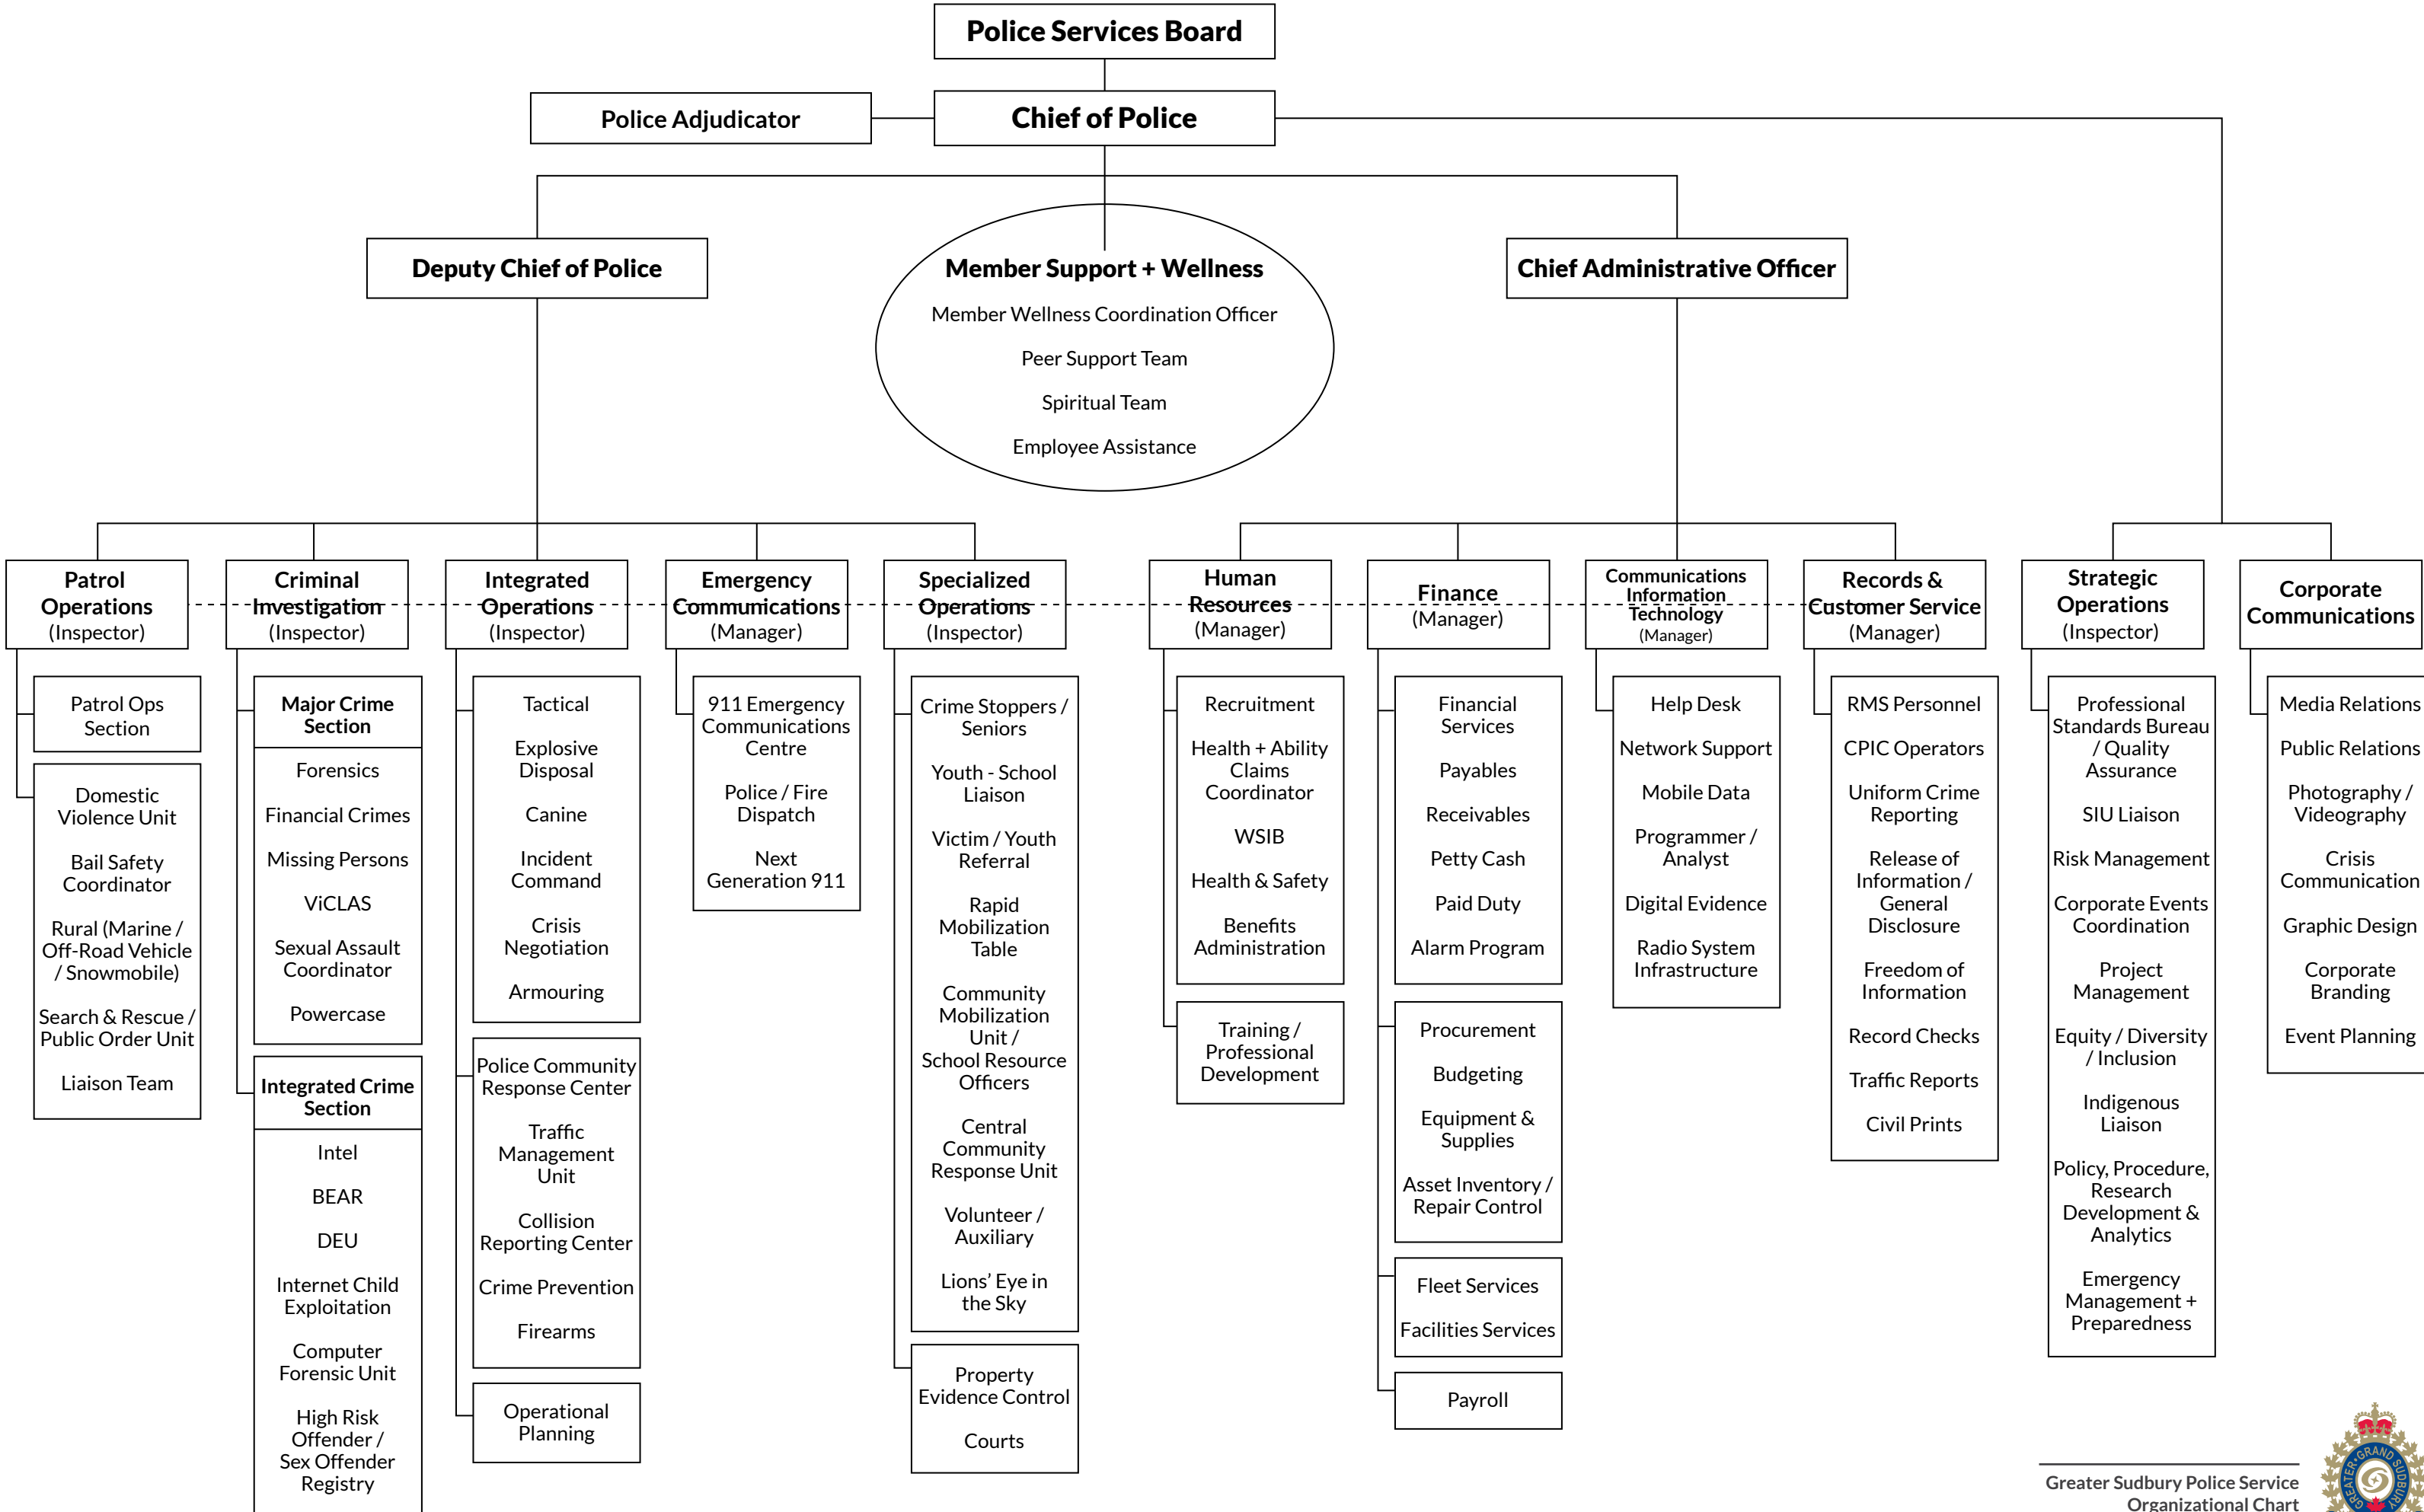 Police Services Board
Police Adjudicator
Chief of Police
Deputy Chief of Police
Member Support + Wellness
Member Wellness Coordination Officer
Peer Support Team
Spiritual Team
Employee Assistance
Chief Administrative Officer
Patrol
Operations
(Inspector)
Patrol Ops
Section
Domestic
Violence Unit
Bail Safety
Coordinator
Rural (Marine /
Off-Road Vehicle
/ Snowmobile)
Search & Rescue /
Public Order Unit
Liaison Team
Criminal
Investigation
(Inspector)
Major Crime
Section
Forensics
Financial Crimes
Missing Persons
ViCLAS
Sexual Assault
Coordinator
Powercase
Integrated Crime
Section
Intel
BEAR
DEU
Internet Child
Exploitation
Computer
Forensic Unit
High Risk
Offender /
Sex Offender
Registry
Integrated
Operations
(Inspector)
Tactical
Explosive
Disposal
Canine
Incident
Command
Crisis
Negotiation
Armouring
Police Community
Response Center
Traffic
Management
Unit
Collision
Reporting Center
Crime Prevention
Firearms
Operational
Planning
Emergency
Communications
(Manager)
911 Emergency
Communications
Centre
Police / Fire
Dispatch
Next
Generation 911
Specialized
Operations
(Inspector)
Crime Stoppers /
Seniors
Youth - School
Liaison
Victim / Youth
Referral
Rapid
Mobilization
Table
Community
Mobilization
Unit /
School Resource
Officers
Central
Community
Response Unit
Volunteer /
Auxiliary
Lions’ Eye in
the Sky
Property
Evidence Control
Courts
Human
Resources
(Manager)
Recruitment
Health + Ability
Claims
Coordinator
WSIB
Health & Safety
Benefits
Administration
Training /
Professional
Development
Finance
(Manager)
Financial
Services
Payables
Receivables
Petty Cash
Paid Duty
Alarm Program
Procurement
Budgeting
Equipment &
Supplies
Asset Inventory /
Repair Control
Fleet Services
Facilities Services
Payroll
Communications
Information
Technology
(Manager)
Help Desk
Network Support
Mobile Data
Programmer /
Analyst
Digital Evidence
Radio System
Infrastructure
Records &
Customer Service
(Manager)
RMS Personnel
CPIC Operators
Uniform Crime
Reporting
Release of
Information /
General
Disclosure
Freedom of
Information
Record Checks
Traffic Reports
Civil Prints
Strategic
Operations
(Inspector)
Professional
Standards Bureau
/ Quality
Assurance
SIU Liaison
Risk Management
Corporate Events
Coordination
Project
Management
Equity / Diversity
/ Inclusion
Indigenous
Liaison
Policy, Procedure,
Research
Development &
Analytics
Emergency
Management +
Preparedness
Corporate
Communications
Media Relations
Public Relations
Photography /
Videography
Crisis
Communication
Graphic Design
Corporate
Branding
Event Planning
Greater Sudbury Police Service
Organizational Chart
GREATER · GRAND SUDBURY